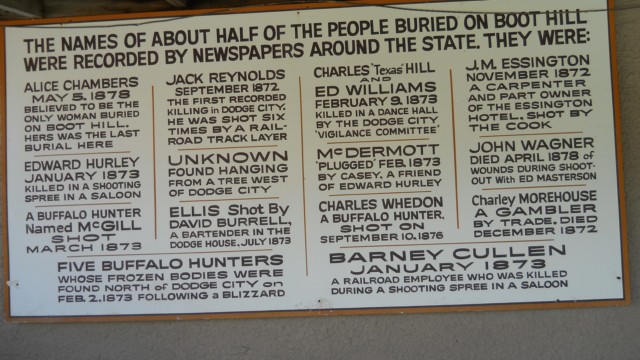 THE NAMES OF ABOUT HALF OF THE PEOPLE BURIED ON BOOT HILL
WERE RECORDED BY NEWSPAPERS AROUND THE STATE. THEY WERE:
ALICE CHAMBERS
MAY 5, 1878
BELIEVED TO BE THE
ONLY WOMAN BURIED
ON BOOT HILL.
HERS WAS THE LAST
BURIAL HERE
EDWARD HURLEY
JANUARY 1873
KILLED IN A SHOOTING
SPREE IN A SALOON
A BUFFALO HUNTER
Named McGILL
SHOT
MARCH 1873
JACK REYNOLDS
SEPTEMBER 1872
THE FIRST RECORDED
KILLING IN DODGE CITY.
HE WAS SHOT SIX
TIMES BY A RAIL-
ROAD TRACK LAYER
UNKNOWN
FOUND HANGING
FROM A TREE WEST
OF DODGE CITY
ELLIS Shot By
DAVID BURRELL,
A BARTENDER IN THE
DODGE HOUSE, JULY 1873
FIVE BUFFALO HUNTERS
WHOSE FROZEN BODIES WERE
FOUND NORTH of DODGE CITY on
FEB. 2, 1873 FOLLOWING a BLIZZARD
CHARLES "Texas" HILL
AND
ED WILLIAMS
FEBRUARY 9, 1873
KILLED IN A DANCE HALL
BY THE DODGE CITY
'VIGILANCE COMMITTEE'
McDERMOTT
'PLUGGED' FEB. 1873
BY CASEY, A FRIEND
OF EDWARD HURLEY
CHARLES WHEDON
A BUFFALO HUNTER,
SHOT ON
SEPTEMBER 10, 1876
J.M. ESSINGTON
NOVEMBER 1872
A CARPENTER
AND PART OWNER
OF THE ESSINGTON
HOTEL. SHOT BY
THE COOK
JOHN WAGNER
DIED APRIL 1878 of
WOUNDS DURING SHOOT-
OUT With ED MASTERSON
Charley MOREHOUSE
A GAMBLER
BY TRADE. DIED
DECEMBER 1872
BARNEY CULLEN
JANUARY 1873
A RAILROAD EMPLOYEE WHO WAS KILLED
DURING A SHOOTING SPREE IN A SALOON